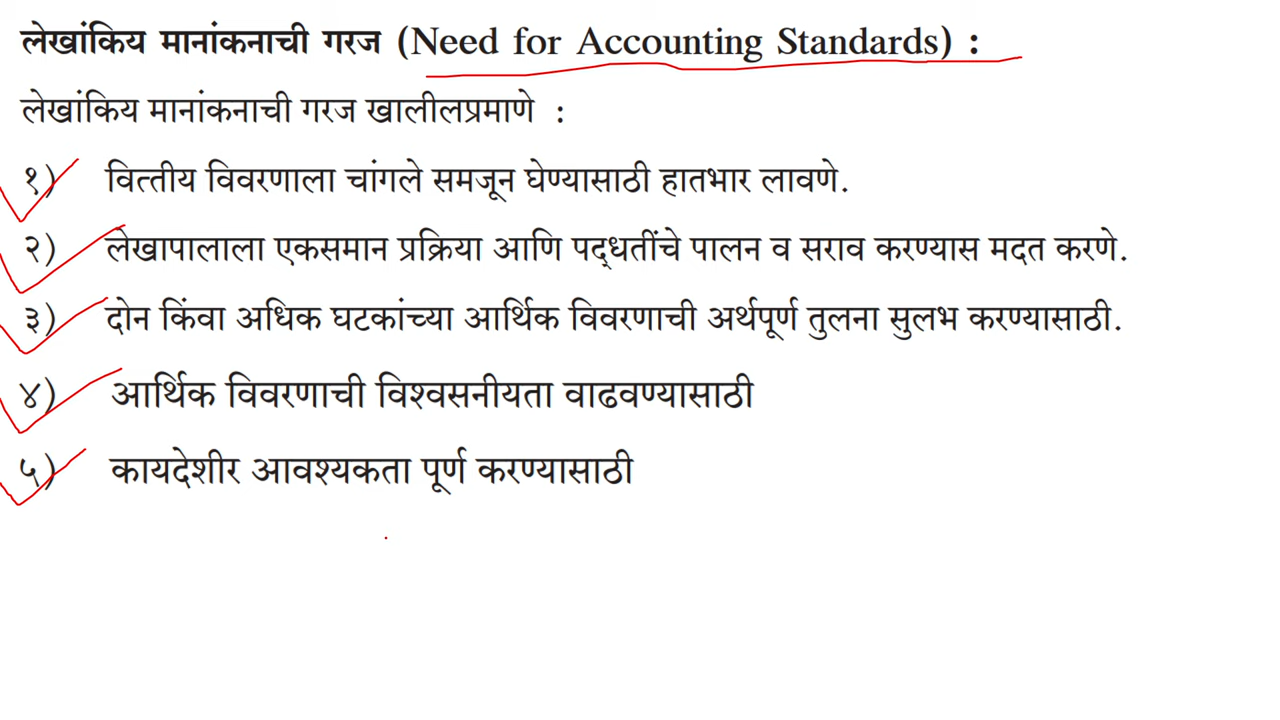 लेखांकिय मानांकनाची गरज (Need for Accounting Standards) :
लेखांकिय मानांकनाची गरज खालीलप्रमाणे :
१) वित्तीय विवरणाला चांगले समजून घेण्यासाठी हातभार लावणे.
२) लेखापालाला एकसमान प्रक्रिया आणि पद्धतींचे पालन व सराव करण्यास मदत करणे.
३) दोन किंवा अधिक घटकांच्या आर्थिक विवरणाची अर्थपूर्ण तुलना सुलभ करण्यासाठी.
४) आर्थिक विवरणाची विश्वसनीयता वाढवण्यासाठी
५) कायदेशीर आवश्यकता पूर्ण करण्यासाठी